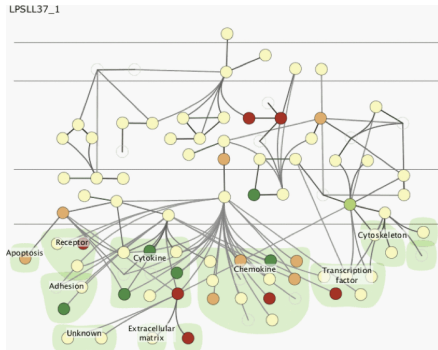 LPSLL37_1
Cytoskeleton
Receptor
Apoptosis
Cytokine
Chemokine
Transcription
factor
Adhesion
Unknown
Extracellular
matrix